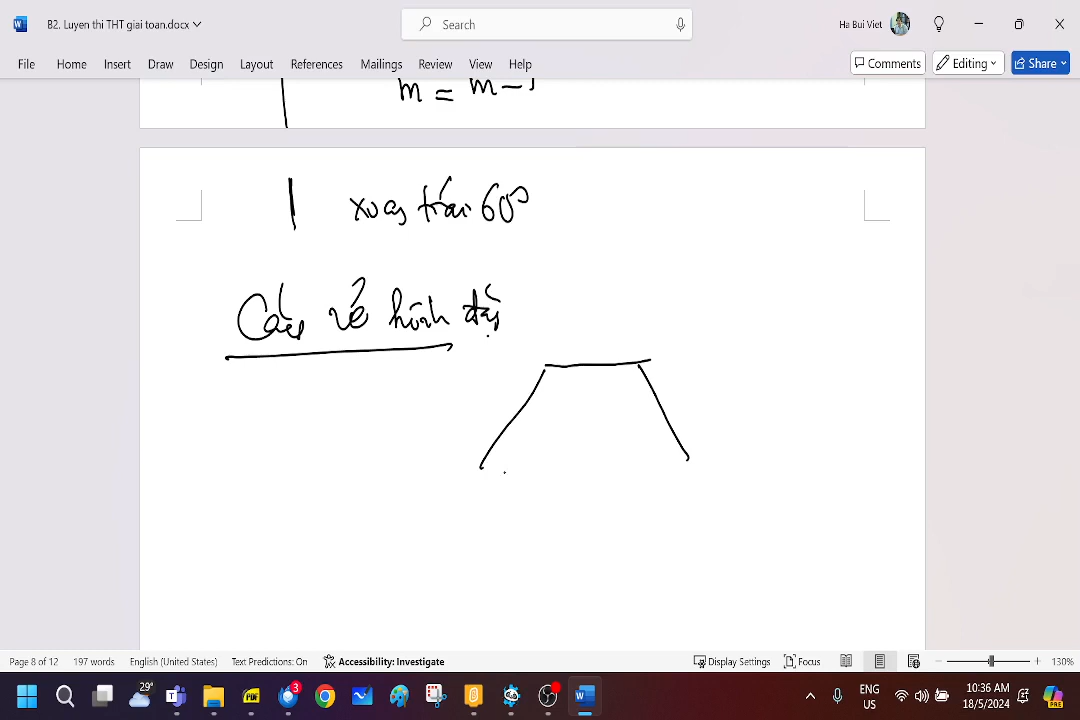 B2. Luyen thi THT giai toan.docx
Search
Ha Bui Viet
File Home Insert Draw Design Layout References Mailings Review View Help
Comments Editing Share
m = m - 1
xoay trái 60°
Cách vẽ hình
Page 8 of 12 197 words English (United States) Text Predictions: On Accessibility: Investigate Display Settings Focus 130%
29° 3 PDF ENG US 10:36 AM 18/5/2024 PRE